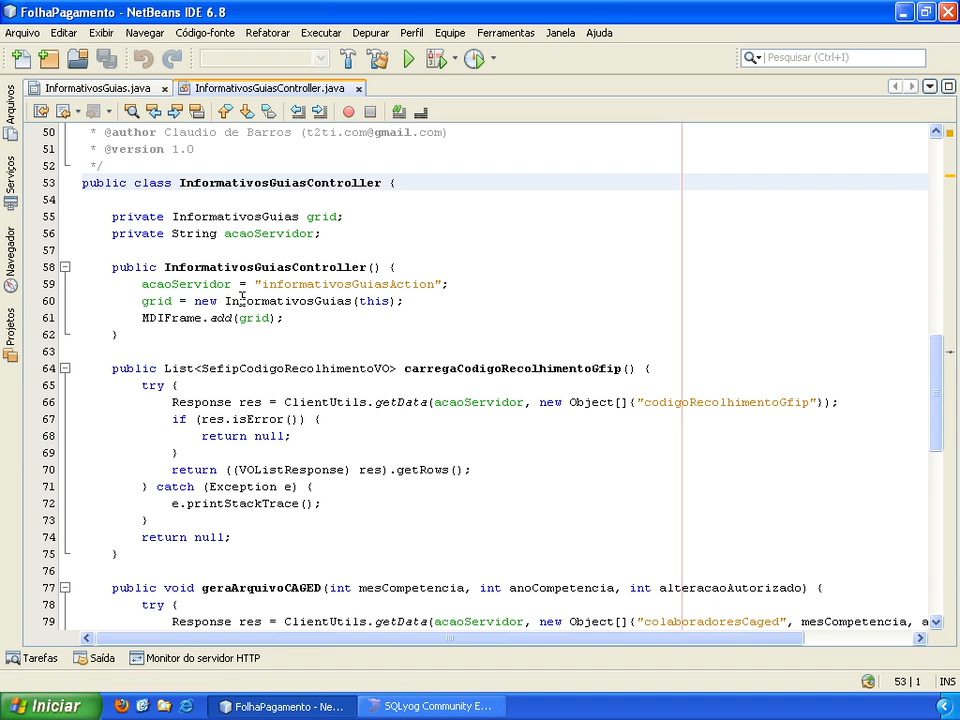 FolhaPagamento - NetBeans IDE 6.8
Arquivo Editar Exibir Navegar Código-fonte Refatorar Executar Depurar Perfil Equipe Ferramentas Janela Ajuda
Pesquisar (Ctrl+I)
InformativosGuias.java x InformativosGuiasController.java x
Arquivos
Serviços
Navegador
Projetos
50 * @author Claudio de Barros (t2ti.com@gmail.com)
51 * @version 1.0
52 */
53 public class InformativosGuiasController {
54
55 private InformativosGuias grid;
56 private String acaoServidor;
57
58 public InformativosGuiasController() {
59 acaoServidor = "informativosGuiasAction";
60 grid = new InformativosGuias(this);
61 MDIFrame.add(grid);
62 }
63
64 public List<SefipCodigoRecolhimentoVO> carregaCodigoRecolhimentoGfip() {
65 try {
66 Response res = ClientUtils.getData(acaoServidor, new Object[]{"codigoRecolhimentoGfip"});
67 if (res.isError()) {
68 return null;
69 }
70 return ((VOListResponse) res).getRows();
71 } catch (Exception e) {
72 e.printStackTrace();
73 }
74 return null;
75 }
76
77 public void geraArquivoCAGED(int mesCompetencia, int anoCompetencia, int alteracaoAutorizado) {
78 try {
79 Response res = ClientUtils.getData(acaoServidor, new Object[]{"colaboradoresCaged", mesCompetencia, a
Tarefas Saída Monitor do servidor HTTP
53 | 1 INS
Iniciar FolhaPagamento - Ne... SQLyog Community E...